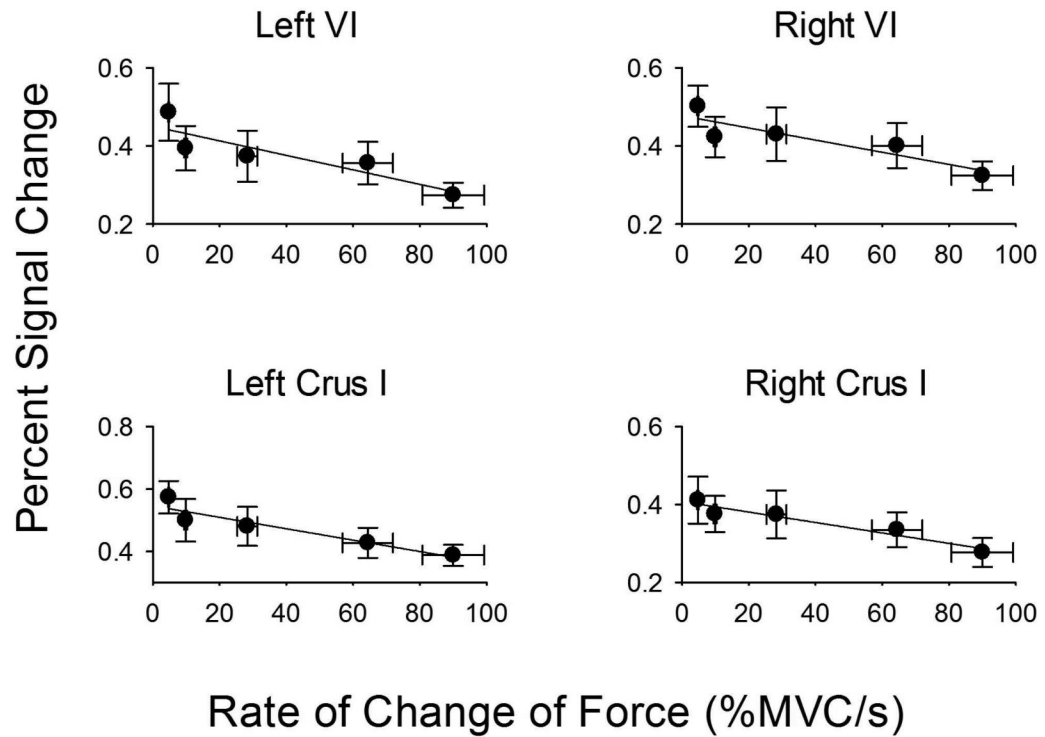 Left VI
Right VI
Percent Signal Change
0.6
0.4
0.2
0 20 40 60 80 100
0.6
0.4
0.2
0 20 40 60 80 100
Left Crus I
Right Crus I
0.8
0.6
0.4
0 20 40 60 80 100
0.6
0.4
0.2
0 20 40 60 80 100
Rate of Change of Force (%MVC/s)